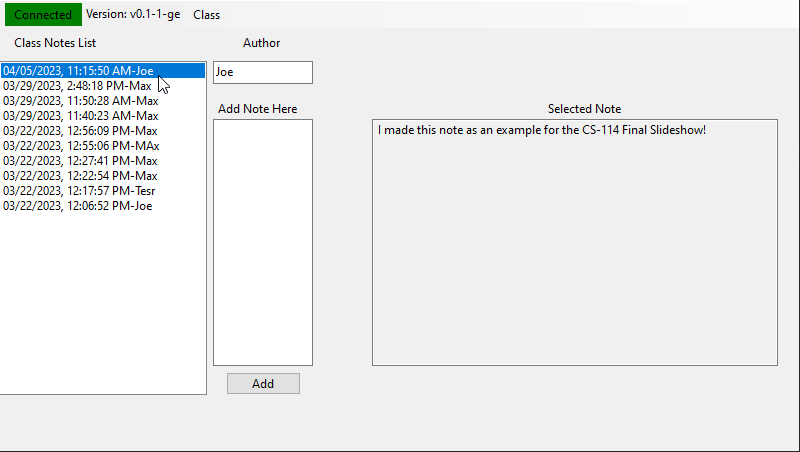 Connected Version: v0.1-1-ge Class
Class Notes List
04/05/2023, 11:15:50 AM-Joe
03/29/2023, 2:48:18 PM-Max
03/29/2023, 11:50:28 AM-Max
03/29/2023, 11:40:23 AM-Max
03/22/2023, 12:56:09 PM-Max
03/22/2023, 12:55:06 PM-MAx
03/22/2023, 12:27:41 PM-Max
03/22/2023, 12:22:54 PM-Max
03/22/2023, 12:17:57 PM-Tesr
03/22/2023, 12:06:52 PM-Joe
Author
Joe
Add Note Here
Add
Selected Note
I made this note as an example for the CS-114 Final Slideshow!